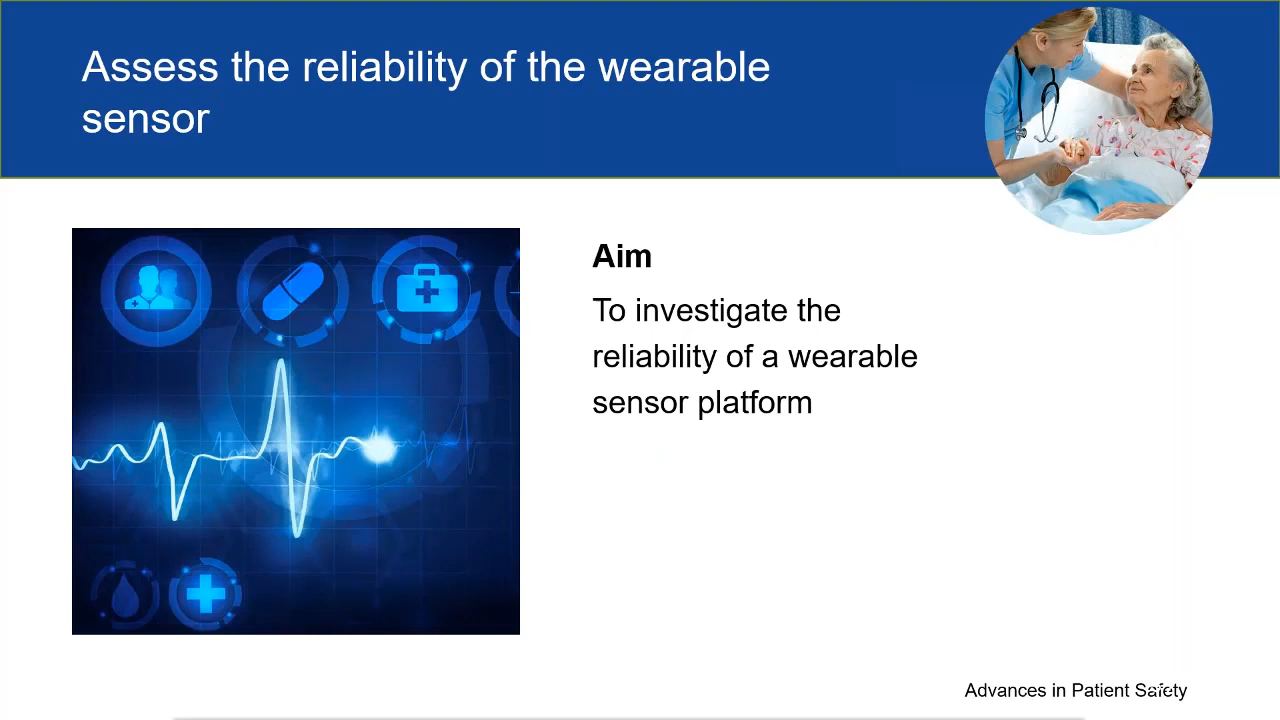 Assess the reliability of the wearable
sensor
Aim
To investigate the
reliability of a wearable
sensor platform
Advances in Patient Safety